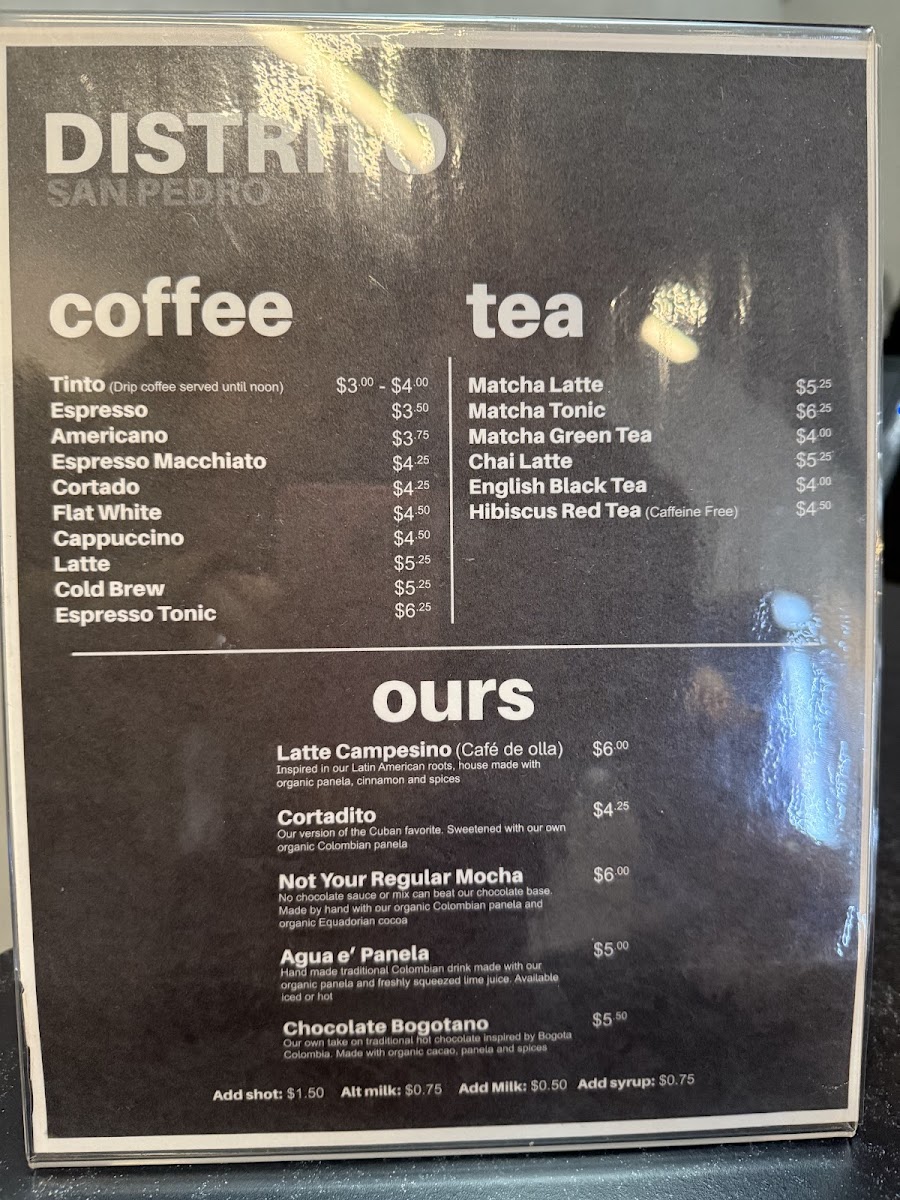 DISTRITO
SAN PEDRO
coffee
Tinto (Drip coffee served until noon) $3.00 - $4.00
Espresso $3.50
Americano $3.75
Espresso Macchiato $4.25
Cortado $4.25
Flat White $4.50
Cappuccino $4.50
Latte $5.25
Cold Brew $5.25
Espresso Tonic $6.25
tea
Matcha Latte $5.25
Matcha Tonic $6.25
Matcha Green Tea $4.00
Chai Latte $5.25
English Black Tea $4.00
Hibiscus Red Tea (Caffeine Free) $4.50
ours
Latte Campesino (Café de olla) $6.00
Inspired in our Latin American roots, house made with
organic panela, cinnamon and spices
Cortadito $4.25
Our version of the Cuban favorite. Sweetened with our own
organic Colombian panela
Not Your Regular Mocha $6.00
No chocolate sauce or mix can beat our chocolate base.
Made by hand with our organic Colombian panela and
organic Equadorian cocoa
Agua e' Panela $5.00
Hand made traditional Colombian drink made with our
organic panela and freshly squeezed lime juice. Available
iced or hot
Chocolate Bogotano $5.50
Our own take on traditional hot chocolate inspired by Bogota
Colombia. Made with organic cacao, panela and spices
Add shot: $1.50 Alt milk: $0.75 Add Milk: $0.50 Add syrup: $0.75